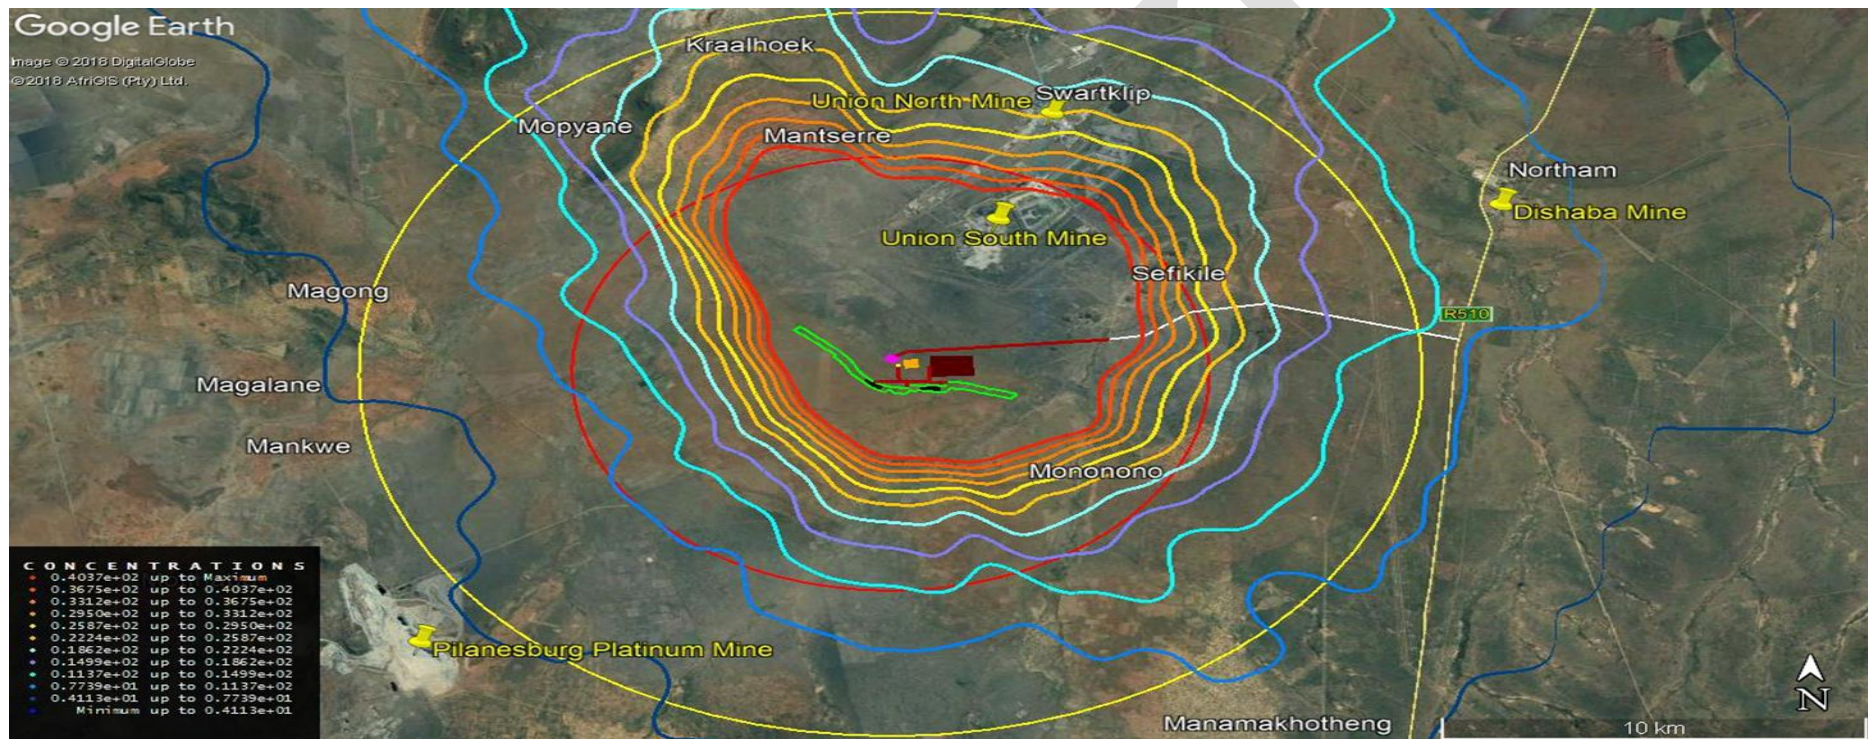 Google Earth
Image © 2018 DigitalGlobe
©2018 AfriGIS (Pty) Ltd.
Kraalhoek
Swartklip
Union North Mine
Mopyane
Mantserre
Northam
Dishaba Mine
Union South Mine
Sefikile
Magong
R510
Magalane
Mankwe
Mononono
CONCENTRATIONS
0.4037e+02 up to Maximum
0.3675e+02 up to 0.4037e+02
0.3312e+02 up to 0.3675e+02
0.2950e+02 up to 0.3312e+02
0.2587e+02 up to 0.2950e+02
0.2224e+02 up to 0.2587e+02
0.1862e+02 up to 0.2224e+02
0.1499e+02 up to 0.1862e+02
0.1137e+02 up to 0.1499e+02
0.7739e+01 up to 0.1137e+02
0.4113e+01 up to 0.7739e+01
Minimum up to 0.4113e+01
Pilanesburg Platinum Mine
Manamakhotheng
N
10 km